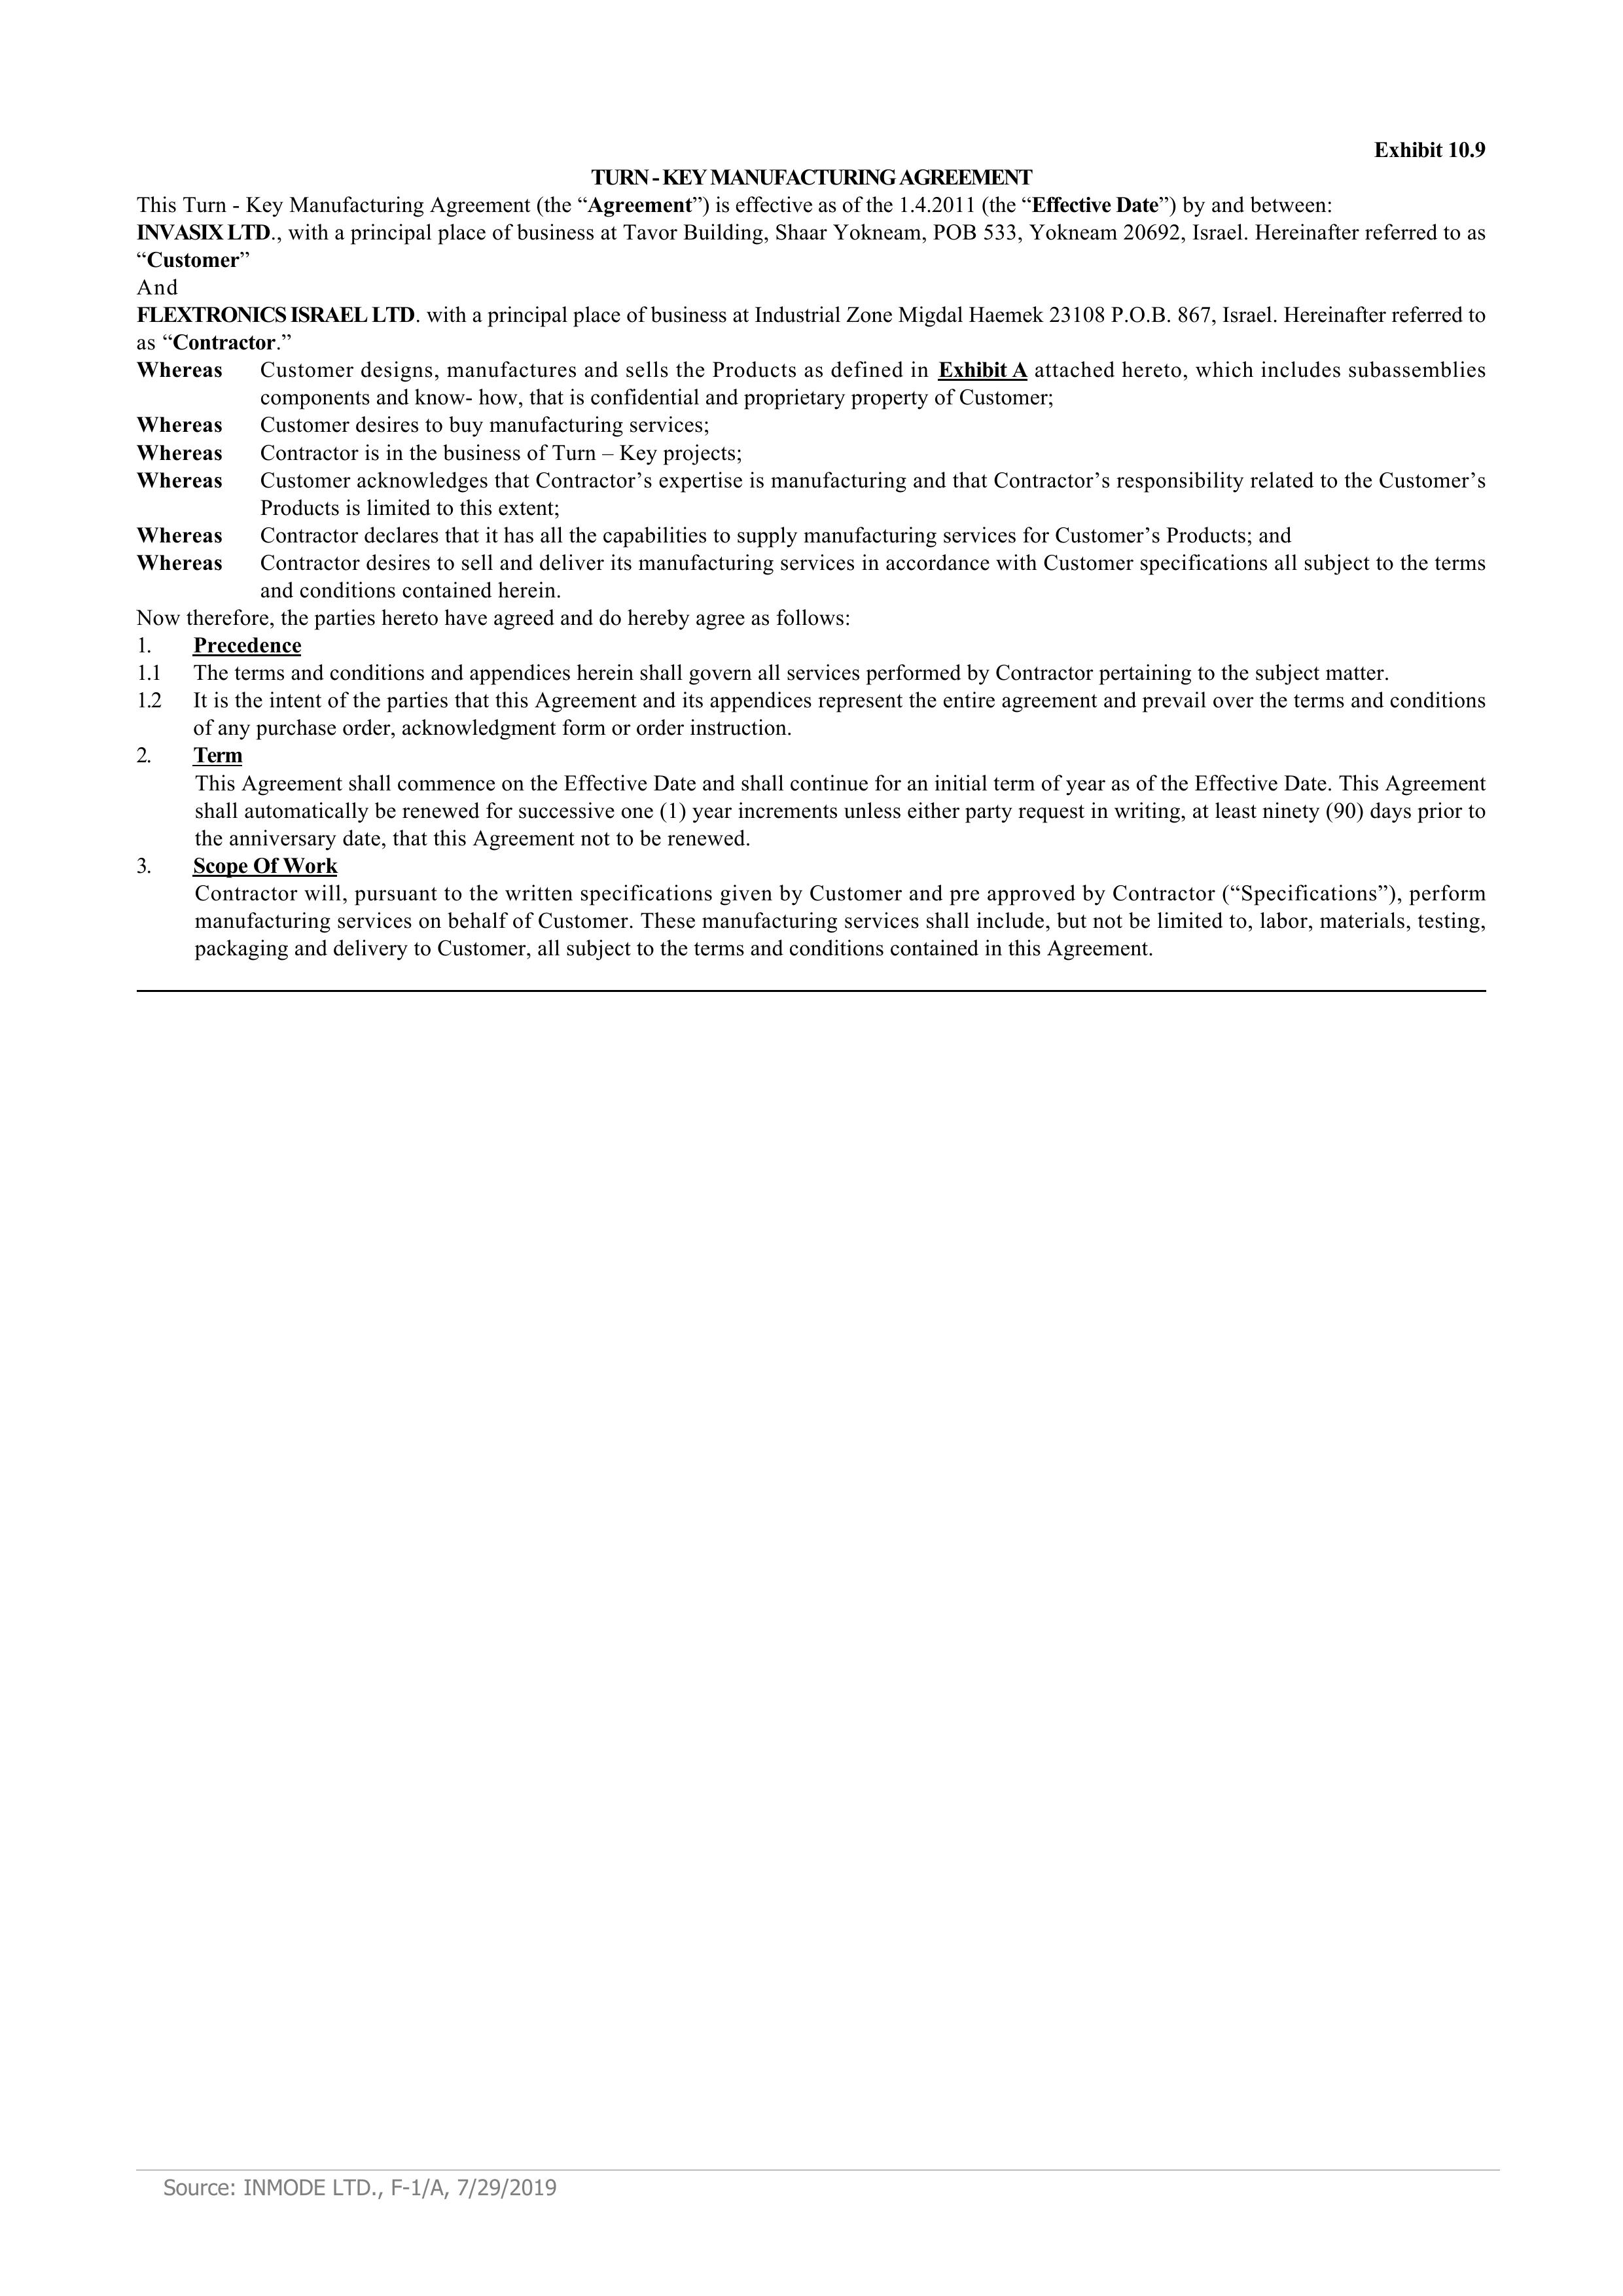 Exhibit 10.9
TURN - KEY MANUFACTURING AGREEMENT
This Turn - Key Manufacturing Agreement (the “Agreement”) is effective as of the 1.4.2011 (the “Effective Date”) by and between:
INVASIX LTD., with a principal place of business at Tavor Building, Shaar Yokneam, POB 533, Yokneam 20692, Israel. Hereinafter referred to as
“Customer”
And
FLEXTRONICS ISRAEL LTD. with a principal place of business at Industrial Zone Migdal Haemek 23108 P.O.B. 867, Israel. Hereinafter referred to
as “Contractor.”
Whereas Customer designs, manufactures and sells the Products as defined in Exhibit A attached hereto, which includes subassemblies
components and know- how, that is confidential and proprietary property of Customer;
Whereas Customer desires to buy manufacturing services;
Whereas Contractor is in the business of Turn – Key projects;
Whereas Customer acknowledges that Contractor’s expertise is manufacturing and that Contractor’s responsibility related to the Customer’s
Products is limited to this extent;
Whereas Contractor declares that it has all the capabilities to supply manufacturing services for Customer’s Products; and
Whereas Contractor desires to sell and deliver its manufacturing services in accordance with Customer specifications all subject to the terms
and conditions contained herein.
Now therefore, the parties hereto have agreed and do hereby agree as follows:
1. Precedence
1.1 The terms and conditions and appendices herein shall govern all services performed by Contractor pertaining to the subject matter.
1.2 It is the intent of the parties that this Agreement and its appendices represent the entire agreement and prevail over the terms and conditions
of any purchase order, acknowledgment form or order instruction.
2. Term
This Agreement shall commence on the Effective Date and shall continue for an initial term of year as of the Effective Date. This Agreement
shall automatically be renewed for successive one (1) year increments unless either party request in writing, at least ninety (90) days prior to
the anniversary date, that this Agreement not to be renewed.
3. Scope Of Work
Contractor will, pursuant to the written specifications given by Customer and pre approved by Contractor (“Specifications”), perform
manufacturing services on behalf of Customer. These manufacturing services shall include, but not be limited to, labor, materials, testing,
packaging and delivery to Customer, all subject to the terms and conditions contained in this Agreement.
Source: INMODE LTD., F-1/A, 7/29/2019